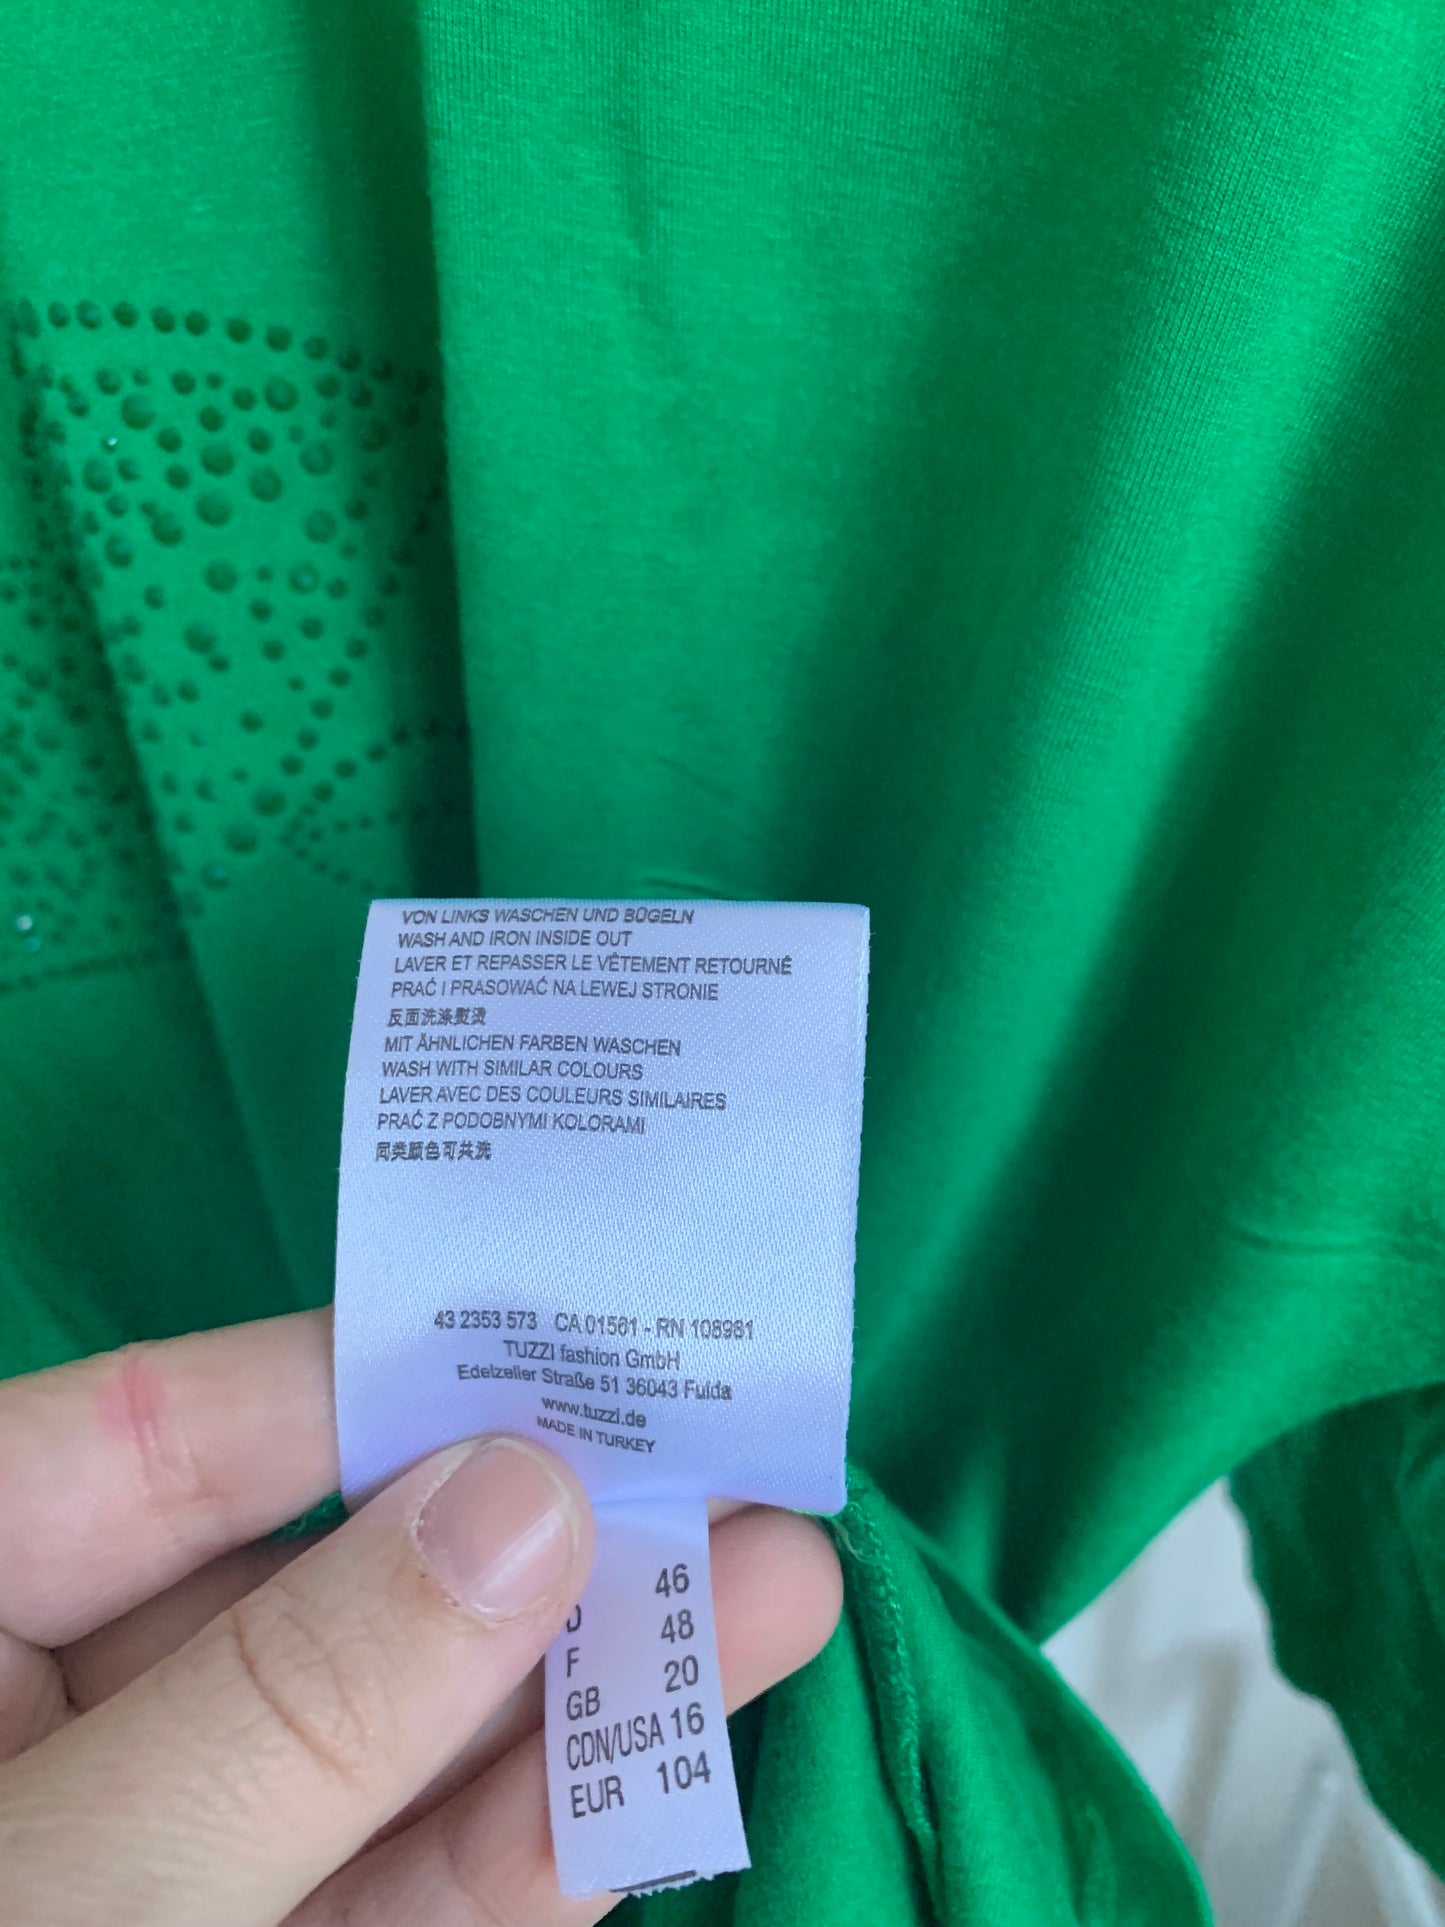 VON LINKS WASCHEN UND BÜGELN
WASH AND IRON INSIDE OUT
LAVER ET REPASSER LE VÊTEMENT RETOURNÉ
PRAĆ I PRASOWAĆ NA LEWEJ STRONIE
反面洗涤熨烫
MIT ÄHNLICHEN FARBEN WASCHEN
WASH WITH SIMILAR COLOURS
LAVER AVEC DES COULEURS SIMILAIRES
PRAĆ Z PODOBNYMI KOLORAMI
同类颜色可共洗
43 2353 573 CA 01561 - RN 108981
TUZZI fashion GmbH
Edelzeller Straße 51 36043 Fulda
www.tuzzi.de
MADE IN TURKEY
D 46
F 48
GB 20
CDN/USA 16
EUR 104